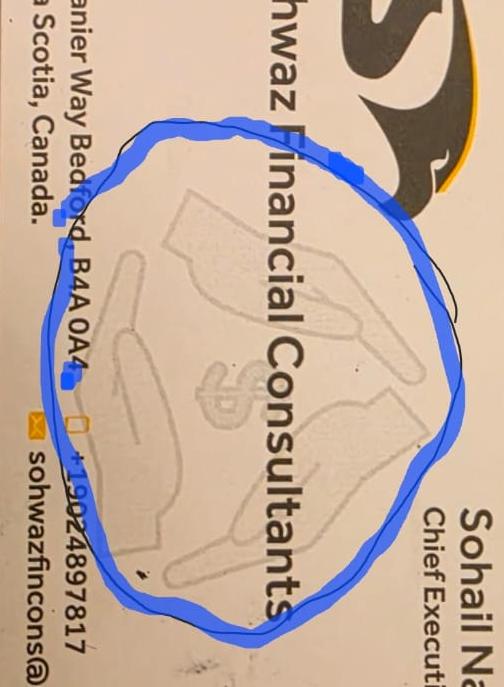 Sohail Na
Chief Executi
hwaz Financial Consultants
+19024897817
sohwazfincons@
anier Way Bedford, B4A 0A4
a Scotia, Canada.